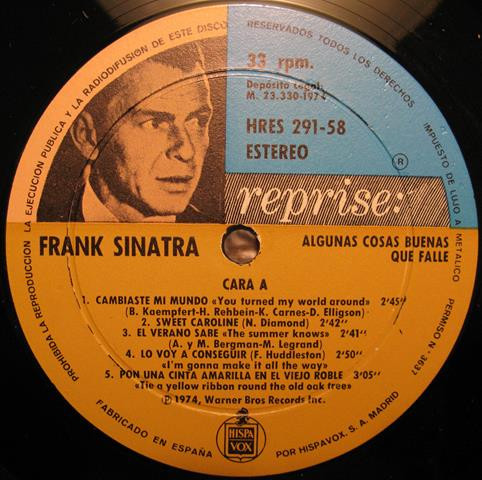 RESERVADOS TODOS LOS DERECHOS
33 rpm.
Depósito Legal:
M. 23.330-1974
HRES 291-58
ESTEREO
R
reprise:
FRANK SINATRA
ALGUNAS COSAS BUENAS
QUE FALLE
CARA A
1. CAMBIASTE MI MUNDO «You turned my world around» 2'45"
(B. Kaempfert-H. Rehbein-K. Carnes-D. Elligson)
2. SWEET CAROLINE (N. Diamond) 2'42"
3. EL VERANO SABE «The summer knows» 2'41"
(A. y M. Bergman-M. Legrand)
4. LO VOY A CONSEGUIR (F. Huddleston) 2'50"
«I'm gonna make it all the way»
5. PON UNA CINTA AMARILLA EN EL VIEJO ROBLE 3'05"
«Tie a yellow ribbon round the old oak tree»
Ⓟ 1974, Warner Bros Records Inc.
HISPA
VOX
FABRICADO EN ESPAÑA
POR HISPAVOX, S. A. MADRID
PROHIBIDA LA REPRODUCCION, LA EJECUCION PUBLICA Y LA RADIODIFUSION DE ESTE DISCO
IMPUESTO DE LUJO A METALICO PERMISO N.º 3637